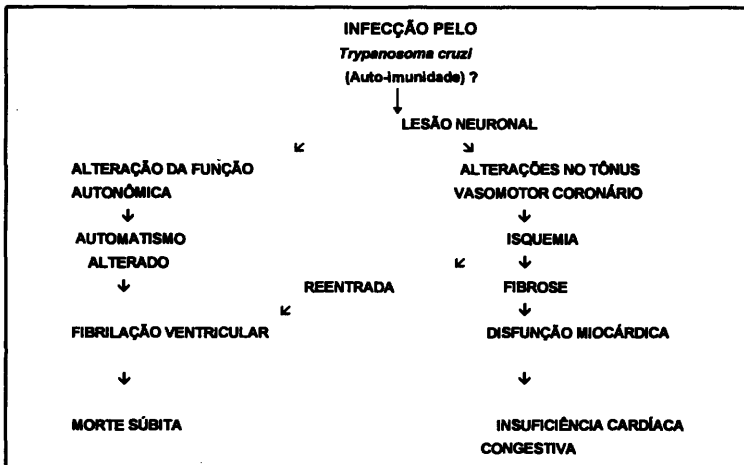 INFECÇÃO PELO
Trypanosoma cruzi
(Auto-imunidade) ?
LESÃO NEURONAL
ALTERAÇÃO DA FUNÇÃO ALTERAÇÕES NO TÔNUS
AUTONÔMICA VASOMOTOR CORONÁRIO
AUTOMATISMO ISQUEMIA
ALTERADO
REENTRADA FIBROSE
FIBRILAÇÃO VENTRICULAR DISFUNÇÃO MIOCÁRDICA
MORTE SÚBITA INSUFICIÊNCIA CARDÍACA
CONGESTIVA